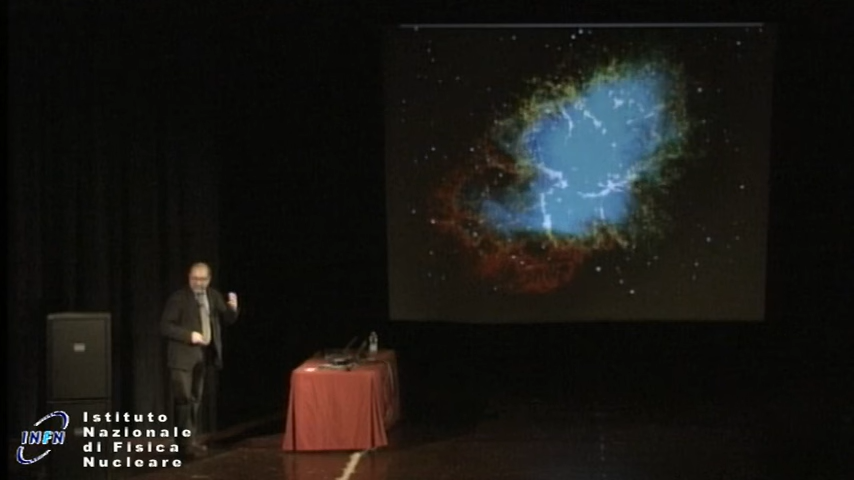 INFN
Istituto
Nazionale
di Fisica
Nucleare